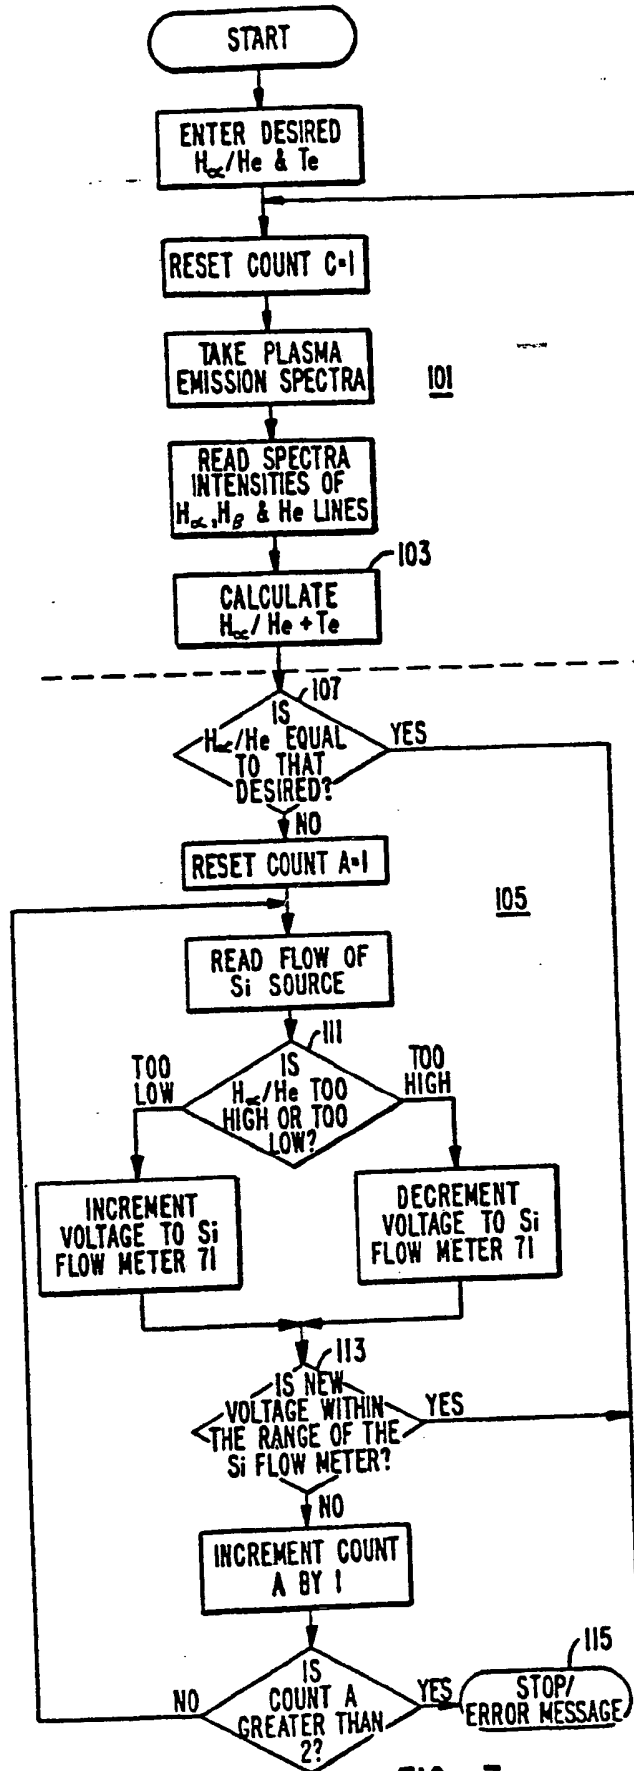 START
ENTER DESIRED
H∝/He & Te
RESET COUNT C=1
TAKE PLASMA
EMISSION SPECTRA
101
READ SPECTRA
INTENSITIES OF
H∝,Hβ & He LINES
103
CALCULATE
H∝/He + Te
107
IS
H∝/He EQUAL
TO THAT
DESIRED?
YES
NO
RESET COUNT A=1
105
READ FLOW OF
Si SOURCE
111
IS
H∝/He TOO
HIGH OR TOO
LOW?
TOO
LOW
TOO
HIGH
INCREMENT
VOLTAGE TO Si
FLOW METER 71
DECREMENT
VOLTAGE TO Si
FLOW METER 71
113
IS NEW
VOLTAGE WITHIN
THE RANGE OF THE
Si FLOW METER?
YES
NO
INCREMENT COUNT
A BY 1
IS
COUNT A
GREATER THAN
2?
NO
YES
115
STOP/
ERROR MESSAGE